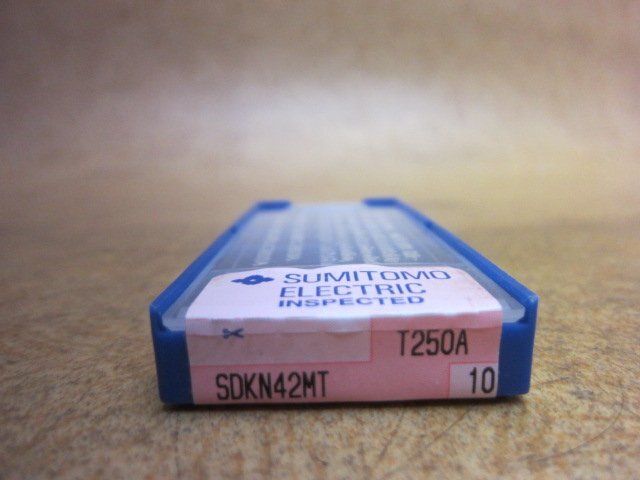 SUMITOMO
ELECTRIC
INSPECTED
T250A
SDKN42MT
10